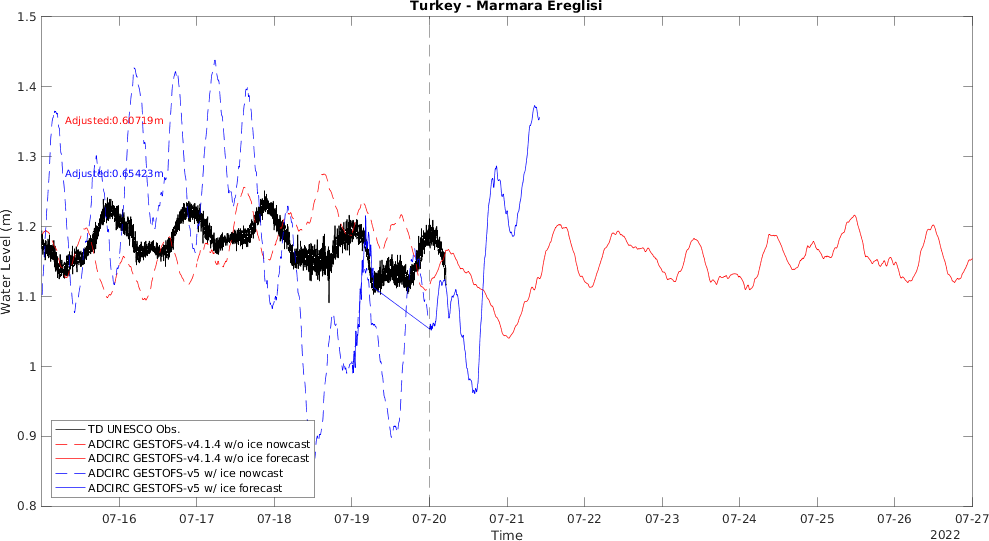 Turkey - Marmara Ereglisi
1.5
1.4
1.3
1.2
1.1
1
0.9
0.8
Water Level (m)
Adjusted:0.60719m
Adjusted:0.65423m
TD UNESCO Obs.
ADCIRC GESTOFS-v4.1.4 w/o ice nowcast
ADCIRC GESTOFS-v4.1.4 w/o ice forecast
ADCIRC GESTOFS-v5 w/ ice nowcast
ADCIRC GESTOFS-v5 w/ ice forecast
07-16 07-17 07-18 07-19 07-20 07-21 07-22 07-23 07-24 07-25 07-26 07-27
Time
2022